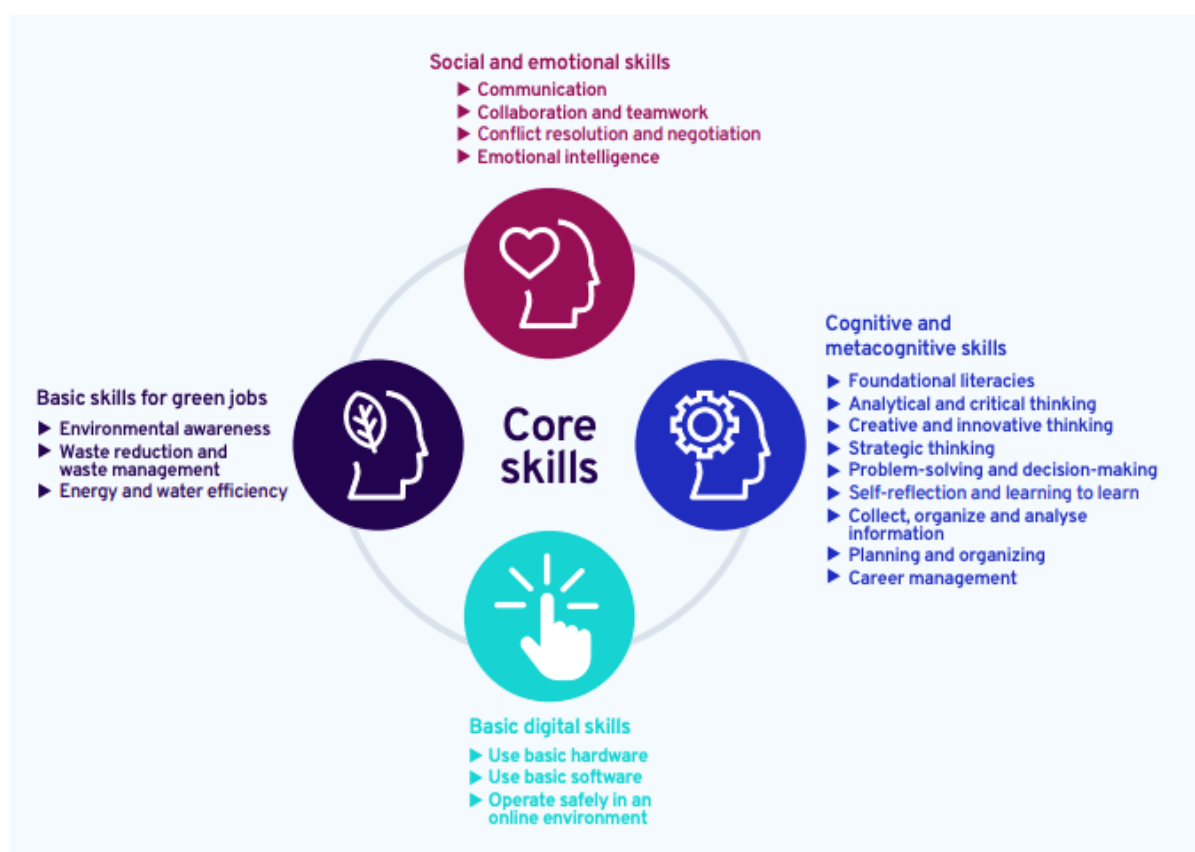 Social and emotional skills
▶ Communication
▶ Collaboration and teamwork
▶ Conflict resolution and negotiation
▶ Emotional intelligence
Cognitive and
metacognitive skills
▶ Foundational literacies
▶ Analytical and critical thinking
▶ Creative and innovative thinking
▶ Strategic thinking
▶ Problem-solving and decision-making
▶ Self-reflection and learning to learn
▶ Collect, organize and analyse
information
▶ Planning and organizing
▶ Career management
Basic skills for green jobs
▶ Environmental awareness
▶ Waste reduction and
waste management
▶ Energy and water efficiency
Core
skills
Basic digital skills
▶ Use basic hardware
▶ Use basic software
▶ Operate safely in an
online environment